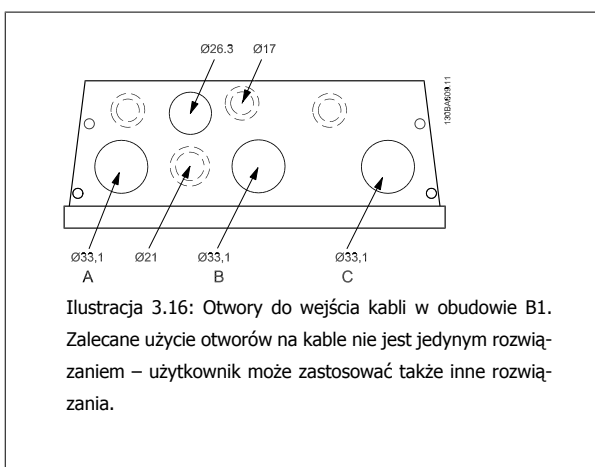 Ø26.3 Ø17
130BA609.11
Ø33,1 Ø21 Ø33,1 Ø33,1
A B C
Ilustracja 3.16: Otwory do wejścia kabli w obudowie B1.
Zalecane użycie otworów na kable nie jest jedynym rozwią-
zaniem – użytkownik może zastosować także inne rozwią-
zania.